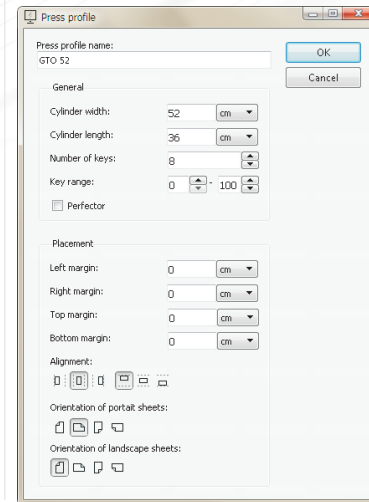 Press profile
Press profile name:
GTO 52
OK
Cancel
General
Cylinder width: 52 cm
Cylinder length: 36 cm
Number of keys: 8
Key range: 0 - 100
Perfector
Placement
Left margin: 0 cm
Right margin: 0 cm
Top margin: 0 cm
Bottom margin: 0 cm
Alignment:
Orientation of portait sheets:
Orientation of landscape sheets: